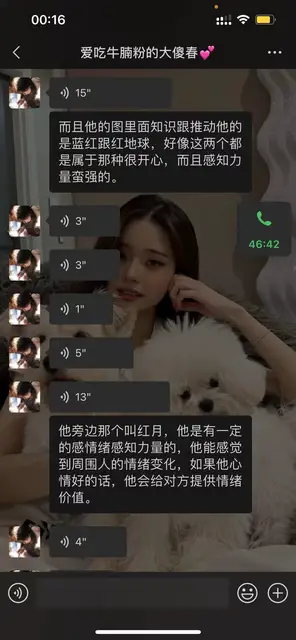 00:16
爱吃牛腩粉的大傻春💕
15"
而且他的图里面知识跟推动他的
是蓝红跟红地球，好像这两个都
是属于那种很开心，而且感知力
量蛮强的。
46:42
3"
3"
1"
5"
13"
他旁边那个叫红月，他是有一定
的感情绪感知力量的，他能感觉
到周围人的情绪变化，如果他心
情好的话，他会给对方提供情绪
价值。
4"